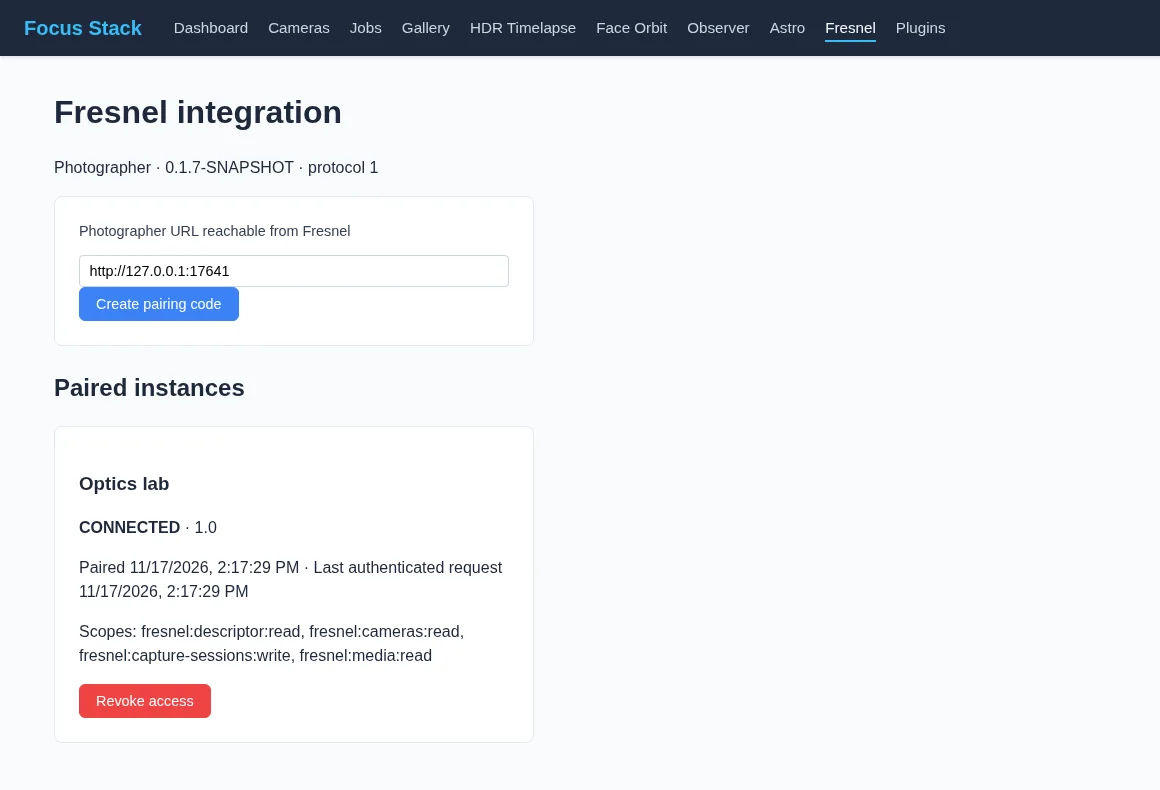 Focus Stack Dashboard Cameras Jobs Gallery HDR Timelapse Face Orbit Observer Astro Fresnel Plugins
Fresnel integration
Photographer · 0.1.7-SNAPSHOT · protocol 1
Photographer URL reachable from Fresnel
http://127.0.0.1:17641
Create pairing code
Paired instances
Optics lab
CONNECTED · 1.0
Paired 11/17/2026, 2:17:29 PM · Last authenticated request
11/17/2026, 2:17:29 PM
Scopes: fresnel:descriptor:read, fresnel:cameras:read,
fresnel:capture-sessions:write, fresnel:media:read
Revoke access